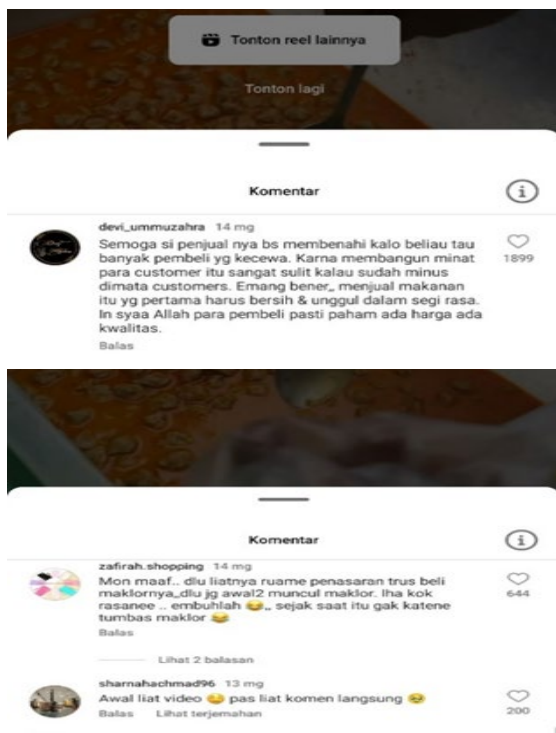 Tonton reel lainnya
Tonton lagi
Komentar
devi_ummuzahra 14 mg
Semoga si penjual nya bs membenahi kalo beliau tau
banyak pembeli yg kecewa. Karna membangun minat
para customer itu sangat sulit kalau sudah minus
dimata customers. Emang bener,, menjual makanan
itu yg pertama harus bersih & unggul dalam segi rasa.
In syaa Allah para pembeli pasti paham ada harga ada
kwalitas.
1899
Balas
Komentar
zafirah.shopping 14 mg
Mon maaf.. dlu liatnya ruame penasaran trus beli
maklornya,,dlu jg awal2 muncul maklor. lha kok
rasanee .. embuhlah 😂,, sejak saat itu gak katene
tumbas maklor 😂
644
Balas
Lihat 2 balasan
sharnahachmad96 13 mg
Awal liat video 😋 pas liat komen langsung 🥹
200
Balas Lihat terjemahan